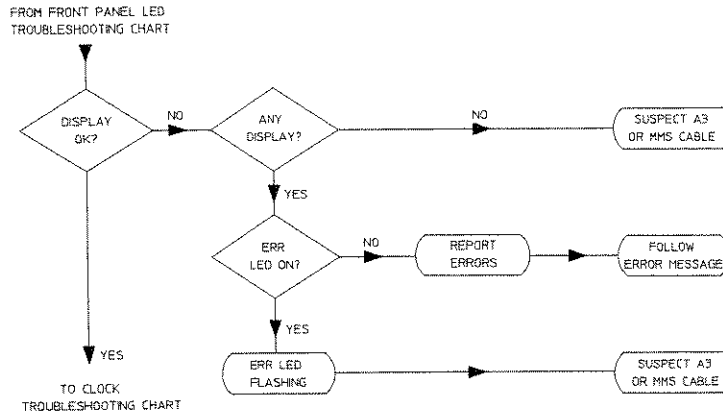 FROM FRONT PANEL LED
TROUBLESHOOTING CHART
DISPLAY
OK?
NO
ANY
DISPLAY?
NO
SUSPECT A3
OR MMS CABLE
YES
ERR
LED ON?
NO
REPORT
ERRORS
FOLLOW
ERROR MESSAGE
YES
ERR LED
FLASHING
SUSPECT A3
OR MMS CABLE
YES
TO CLOCK
TROUBLESHOOTING CHART